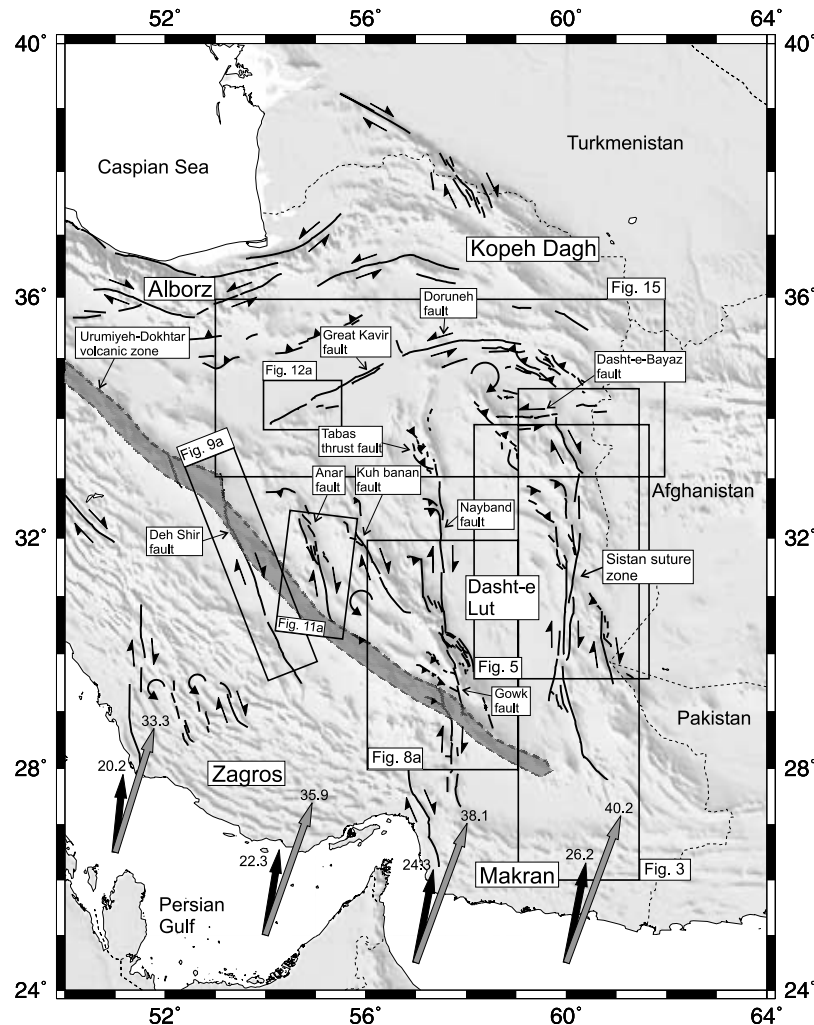 52° 56° 60° 64°
40° 40°
Turkmenistan
Caspian Sea
Kopeh Dagh
Alborz
Fig. 15
36° 36°
Doruneh
fault
Urumiyeh-Dokhtar
volcanic zone
Great Kavir
fault
Dasht-e-Bayaz
fault
Fig. 12a
Tabas
thrust fault
Fig. 9a
Anar
fault
Kuh banan
fault
Afghanistan
Nayband
fault
32° 32°
Deh Shir
fault
Sistan suture
zone
Dasht-e
Lut
Fig. 11a
Fig. 5
Gowk
fault
Pakistan
33.3
Fig. 8a
20.2
Zagros
28° 28°
35.9
38.1
40.2
22.3
24.3
26.2
Makran
Fig. 3
Persian
Gulf
24° 24°
52° 56° 60° 64°